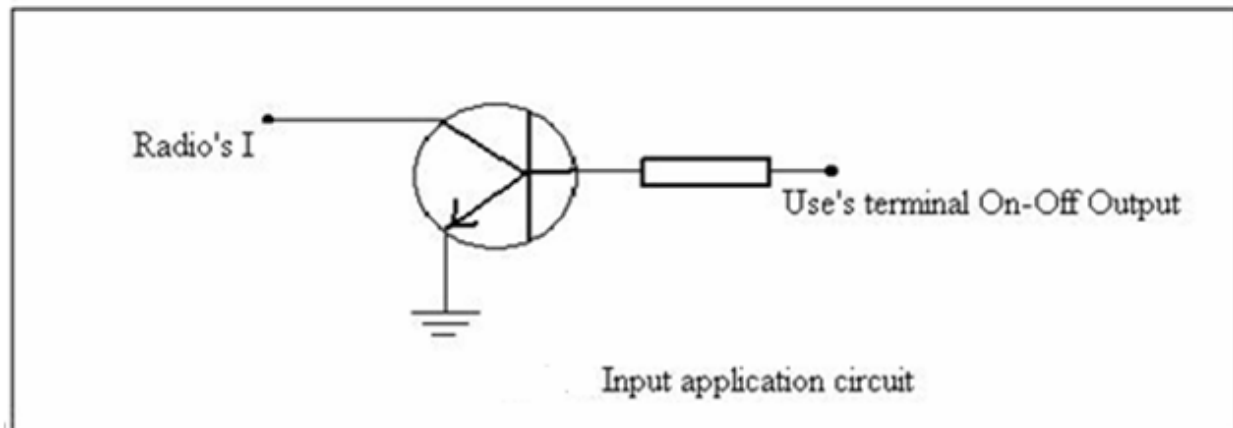 Radio's I
Use's terminal On-Off Output
Input application circuit